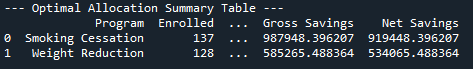 --- Optimal Allocation Summary Table ---
Program Enrolled ... Gross Savings Net Savings
0 Smoking Cessation 137 ... 987948.396207 919448.396207
1 Weight Reduction 128 ... 585265.488364 534065.488364